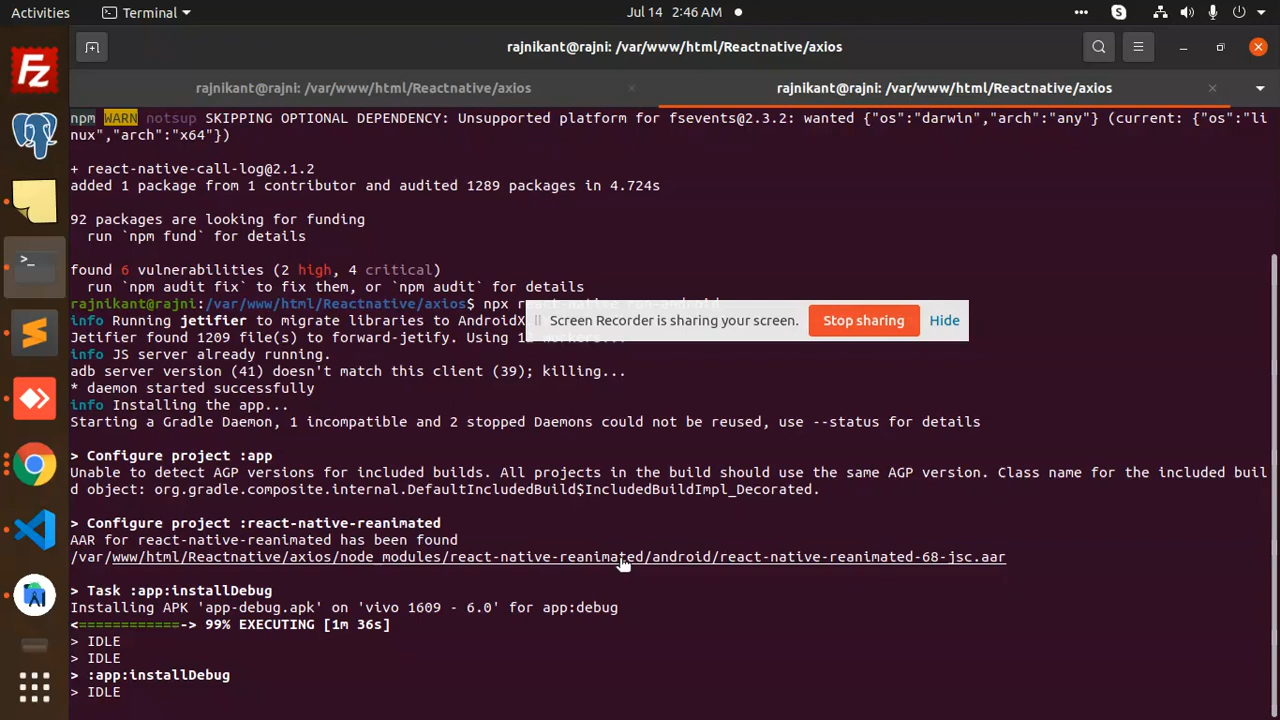 Activities
Terminal
Jul 14 2:46 AM
rajnikant@rajni: /var/www/html/Reactnative/axios
rajnikant@rajni: /var/www/html/Reactnative/axios
rajnikant@rajni: /var/www/html/Reactnative/axios
npm WARN notsup SKIPPING OPTIONAL DEPENDENCY: Unsupported platform for fsevents@2.3.2: wanted {"os":"darwin","arch":"any"} (current: {"os":"li
nux","arch":"x64"})
+ react-native-call-log@2.1.2
added 1 package from 1 contributor and audited 1289 packages in 4.724s
92 packages are looking for funding
run `npm fund` for details
found 6 vulnerabilities (2 high, 4 critical)
run `npm audit fix` to fix them, or `npm audit` for details
rajnikant@rajni:/var/www/html/Reactnative/axios$ npx react-native run-android
info Running jetifier to migrate libraries to AndroidX
Screen Recorder is sharing your screen.
Stop sharing
Hide
Jetifier found 1209 file(s) to forward-jetify. Using
workers...
info JS server already running.
adb server version (41) doesn't match this client (39); killing...
* daemon started successfully
info Installing the app...
Starting a Gradle Daemon, 1 incompatible and 2 stopped Daemons could not be reused, use --status for details
> Configure project :app
Unable to detect AGP versions for included builds. All projects in the build should use the same AGP version. Class name for the included buil
d object: org.gradle.composite.internal.DefaultIncludedBuild$IncludedBuildImpl_Decorated.
> Configure project :react-native-reanimated
AAR for react-native-reanimated has been found
/var/www/html/Reactnative/axios/node_modules/react-native-reanimated/android/react-native-reanimated-68-jsc.aar
> Task :app:installDebug
Installing APK 'app-debug.apk' on 'vivo 1609 - 6.0' for app:debug
<============-> 99% EXECUTING [1m 36s]
> IDLE
> IDLE
> :app:installDebug
> IDLE